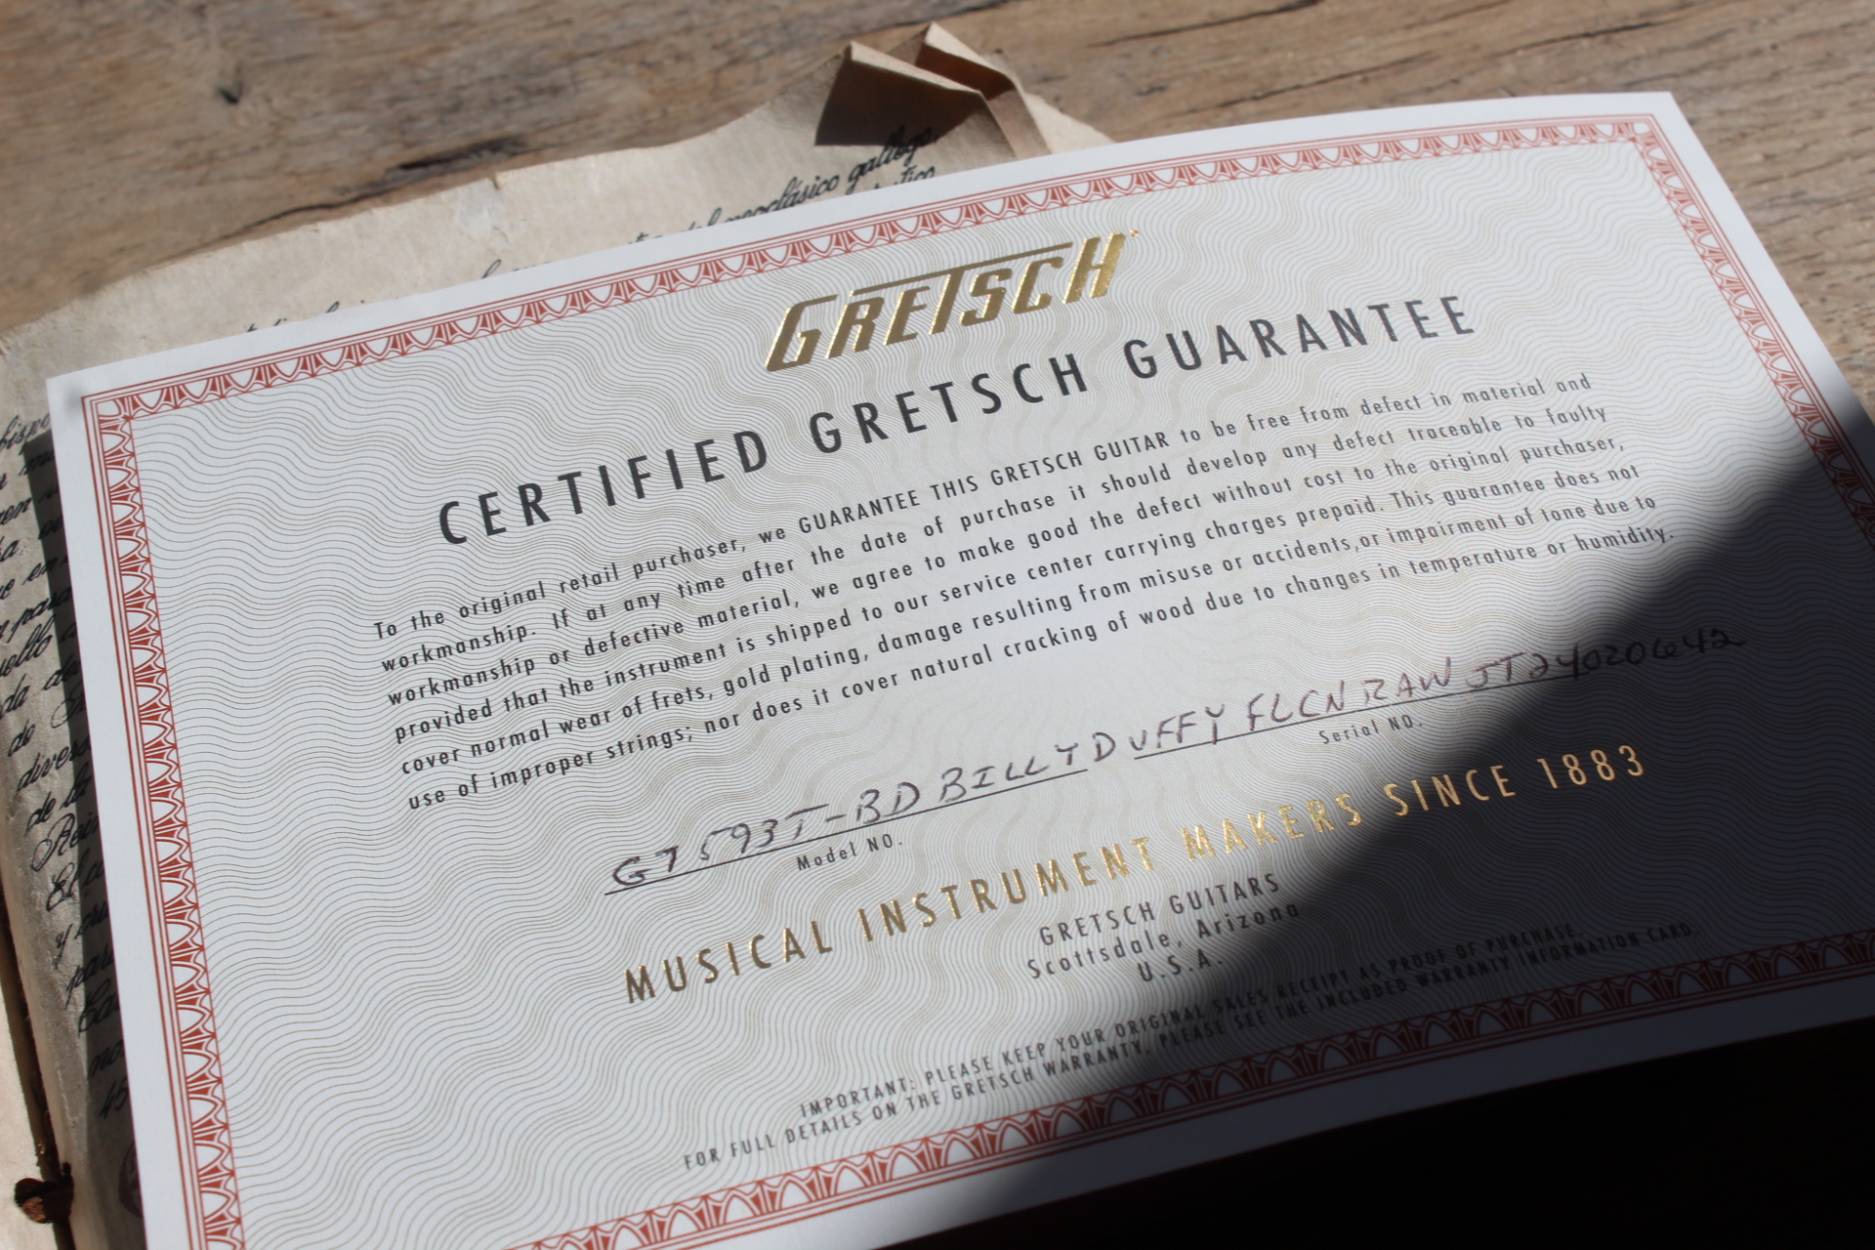 galego,
neoclásico
GRETSCH
CERTIFIED GRETSCH GUARANTEE
To the original retail purchaser, we GUARANTEE THIS GRETSCH GUITAR to be free from defect in material and
workmanship. If at any time after the date of purchase it should develop any defect traceable to faulty
workmanship or defective material, we agree to make good the defect without cost to the original purchaser,
provided that the instrument is shipped to our service center carrying charges prepaid. This guarantee does not
cover normal wear of frets, gold plating, damage resulting from misuse or accidents,or impairment of tone due to
use of improper strings; nor does it cover natural cracking of wood due to changes in temperature or humidity.
G7593T-BD BILLY DUFFY FLCN RAW JT24020642
Model NO. Serial NO.
MUSICAL INSTRUMENT MAKERS SINCE 1883
GRETSCH GUITARS
Scottsdale, Arizona
U.S.A.
IMPORTANT: PLEASE KEEP YOUR ORIGINAL SALES RECEIPT AS PROOF OF PURCHASE.
FOR FULL DETAILS ON THE GRETSCH WARRANTY, PLEASE SEE THE INCLUDED WARRANTY INFORMATION CARD.